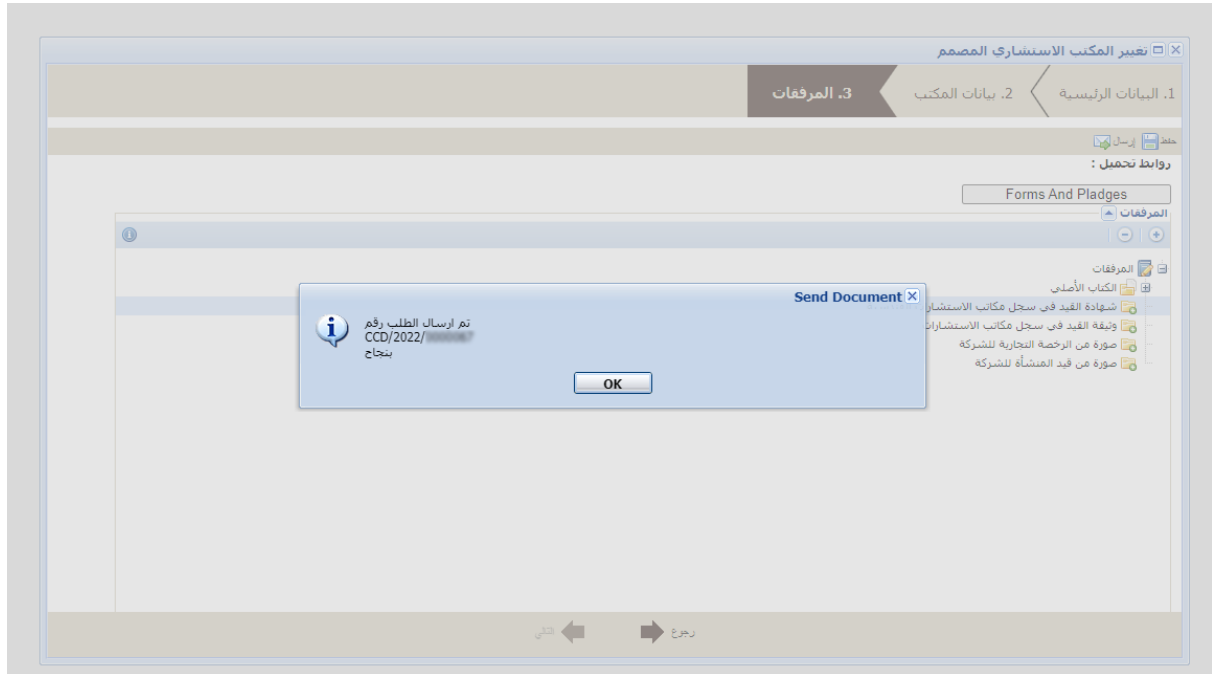 تغيير المكتب الاستشاري المصمم
1. البيانات الرئيسية
2. بيانات المكتب
3. المرفقات
حفظ
إرسال
روابط تحميل :
Forms And Pladges
المرفقات
المرفقات
الكتاب الأصلي
شهادة القيد في سجل مكاتب
وثيقة القيد في سجل مكاتب
صورة من الرخصة التجارية للشركة
صورة من قيد المنشأة للشركة
Send Document
تم ارسال الطلب رقم
CCD/2022/
بنجاح
OK
رجوع
التالي